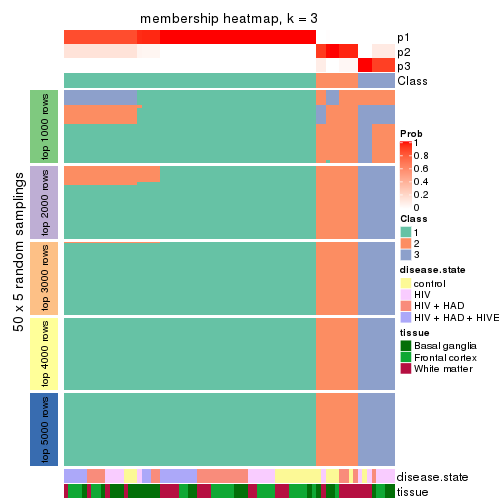 membership heatmap, k = 3
p1
p2
p3
Class
50 x 5 random samplings
top 1000 rows
top 2000 rows
top 3000 rows
top 4000 rows
top 5000 rows
disease.state
tissue
Prob
1
0.8
0.6
0.4
0.2
0
Class
1
2
3
disease.state
control
HIV
HIV + HAD
HIV + HAD + HIVE
tissue
Basal ganglia
Frontal cortex
White matter